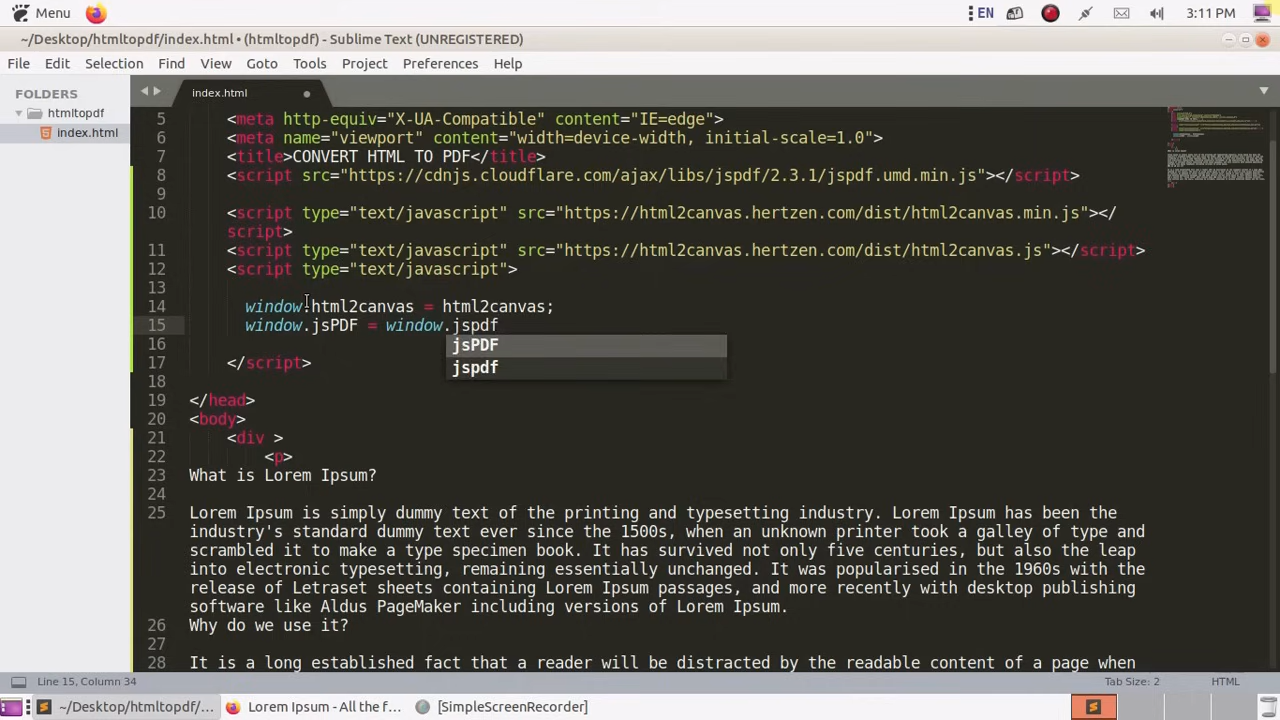 Menu
EN
3:11 PM
~/Desktop/htmltopdf/index.html • (htmltopdf) - Sublime Text (UNREGISTERED)
File Edit Selection Find View Goto Tools Project Preferences Help
FOLDERS
htmltopdf
index.html
index.html
5 <meta http-equiv="X-UA-Compatible" content="IE=edge">
6 <meta name="viewport" content="width=device-width, initial-scale=1.0">
7 <title>CONVERT HTML TO PDF</title>
8 <script src="https://cdnjs.cloudflare.com/ajax/libs/jspdf/2.3.1/jspdf.umd.min.js"></script>
9
10 <script type="text/javascript" src="https://html2canvas.hertzen.com/dist/html2canvas.min.js"></
script>
11 <script type="text/javascript" src="https://html2canvas.hertzen.com/dist/html2canvas.js"></script>
12 <script type="text/javascript">
13
14 window.html2canvas = html2canvas;
15 window.jsPDF = window.jspdf
jsPDF
16
jspdf
17 </script>
18
19 </head>
20 <body>
21 <div >
22 <p>
23 What is Lorem Ipsum?
24
25 Lorem Ipsum is simply dummy text of the printing and typesetting industry. Lorem Ipsum has been the
industry's standard dummy text ever since the 1500s, when an unknown printer took a galley of type and
scrambled it to make a type specimen book. It has survived not only five centuries, but also the leap
into electronic typesetting, remaining essentially unchanged. It was popularised in the 1960s with the
release of Letraset sheets containing Lorem Ipsum passages, and more recently with desktop publishing
software like Aldus PageMaker including versions of Lorem Ipsum.
26 Why do we use it?
27
28 It is a long established fact that a reader will be distracted by the readable content of a page when
Line 15, Column 34
Tab Size: 2
HTML
~/Desktop/htmltopdf/...
Lorem Ipsum - All the f...
[SimpleScreenRecorder]